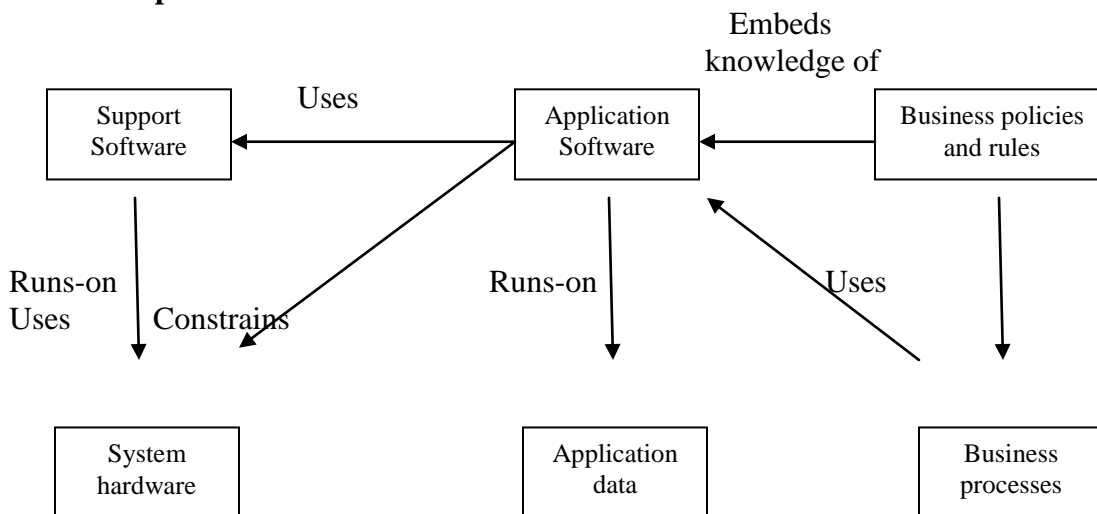 Embeds
knowledge of
Uses
Support
Software
Application
Software
Business policies
and rules
Runs-on
Uses
Constrains
Runs-on
Uses
System
hardware
Application
data
Business
processes